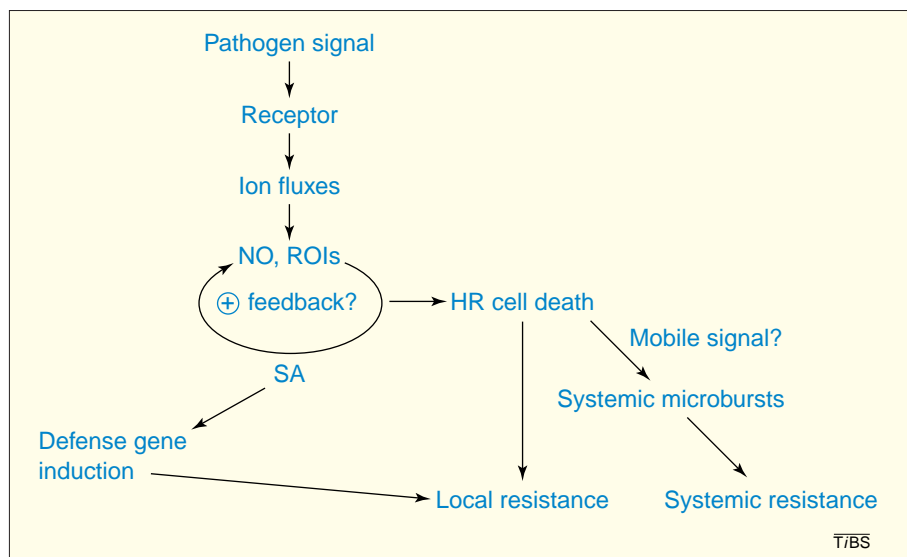 Pathogen signal
Receptor
Ion fluxes
NO, ROIs
+ feedback?
HR cell death
Mobile signal?
SA
Systemic microbursts
Defense gene
induction
Local resistance
Systemic resistance
TiBS